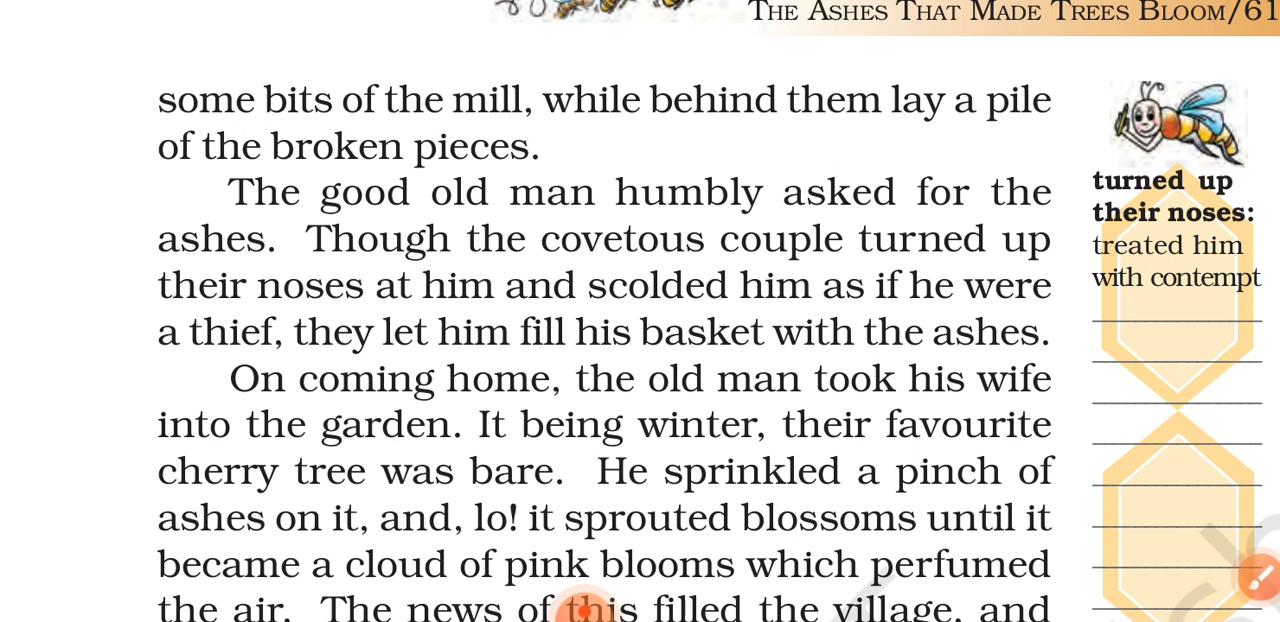 THE ASHES THAT MADE TREES BLOOM/61
some bits of the mill, while behind them lay a pile
of the broken pieces.
The good old man humbly asked for the
ashes. Though the covetous couple turned up
their noses at him and scolded him as if he were
a thief, they let him fill his basket with the ashes.
On coming home, the old man took his wife
into the garden. It being winter, their favourite
cherry tree was bare. He sprinkled a pinch of
ashes on it, and, lo! it sprouted blossoms until it
became a cloud of pink blooms which perfumed
the air. The news of this filled the village, and
turned up
their noses:
treated him
with contempt